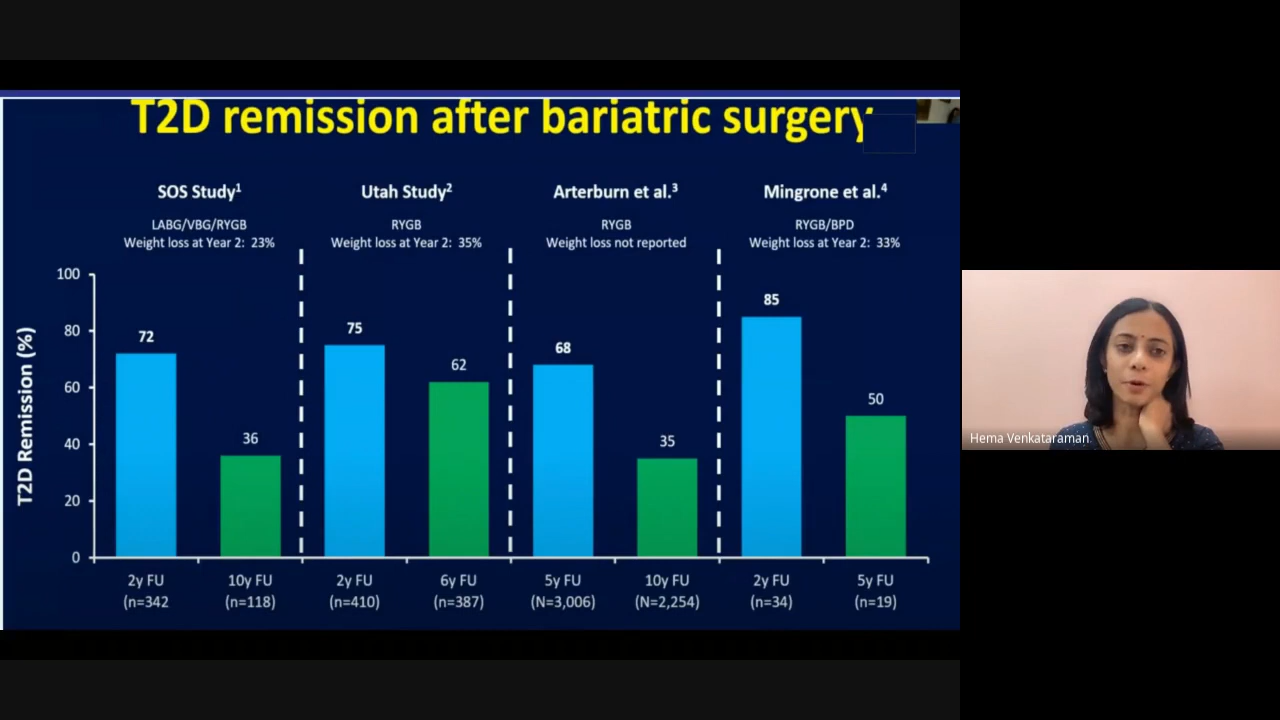 T2D remission after bariatric surgery
SOS Study1
LABG/VBG/RYGB
Weight loss at Year 2: 23%
Utah Study2
RYGB
Weight loss at Year 2: 35%
Arterburn et al.3
RYGB
Weight loss not reported
Mingrone et al.4
RYGB/BPD
Weight loss at Year 2: 33%
T2D Remission (%)
100
80
60
40
20
0
72
36
75
62
68
35
85
50
2y FU
(n=342
10y FU
(n=118)
2y FU
(n=410)
6y FU
(n=387)
5y FU
(N=3,006)
10y FU
(N=2,254)
2y FU
(n=34)
5y FU
(n=19)
Hema Venkataraman